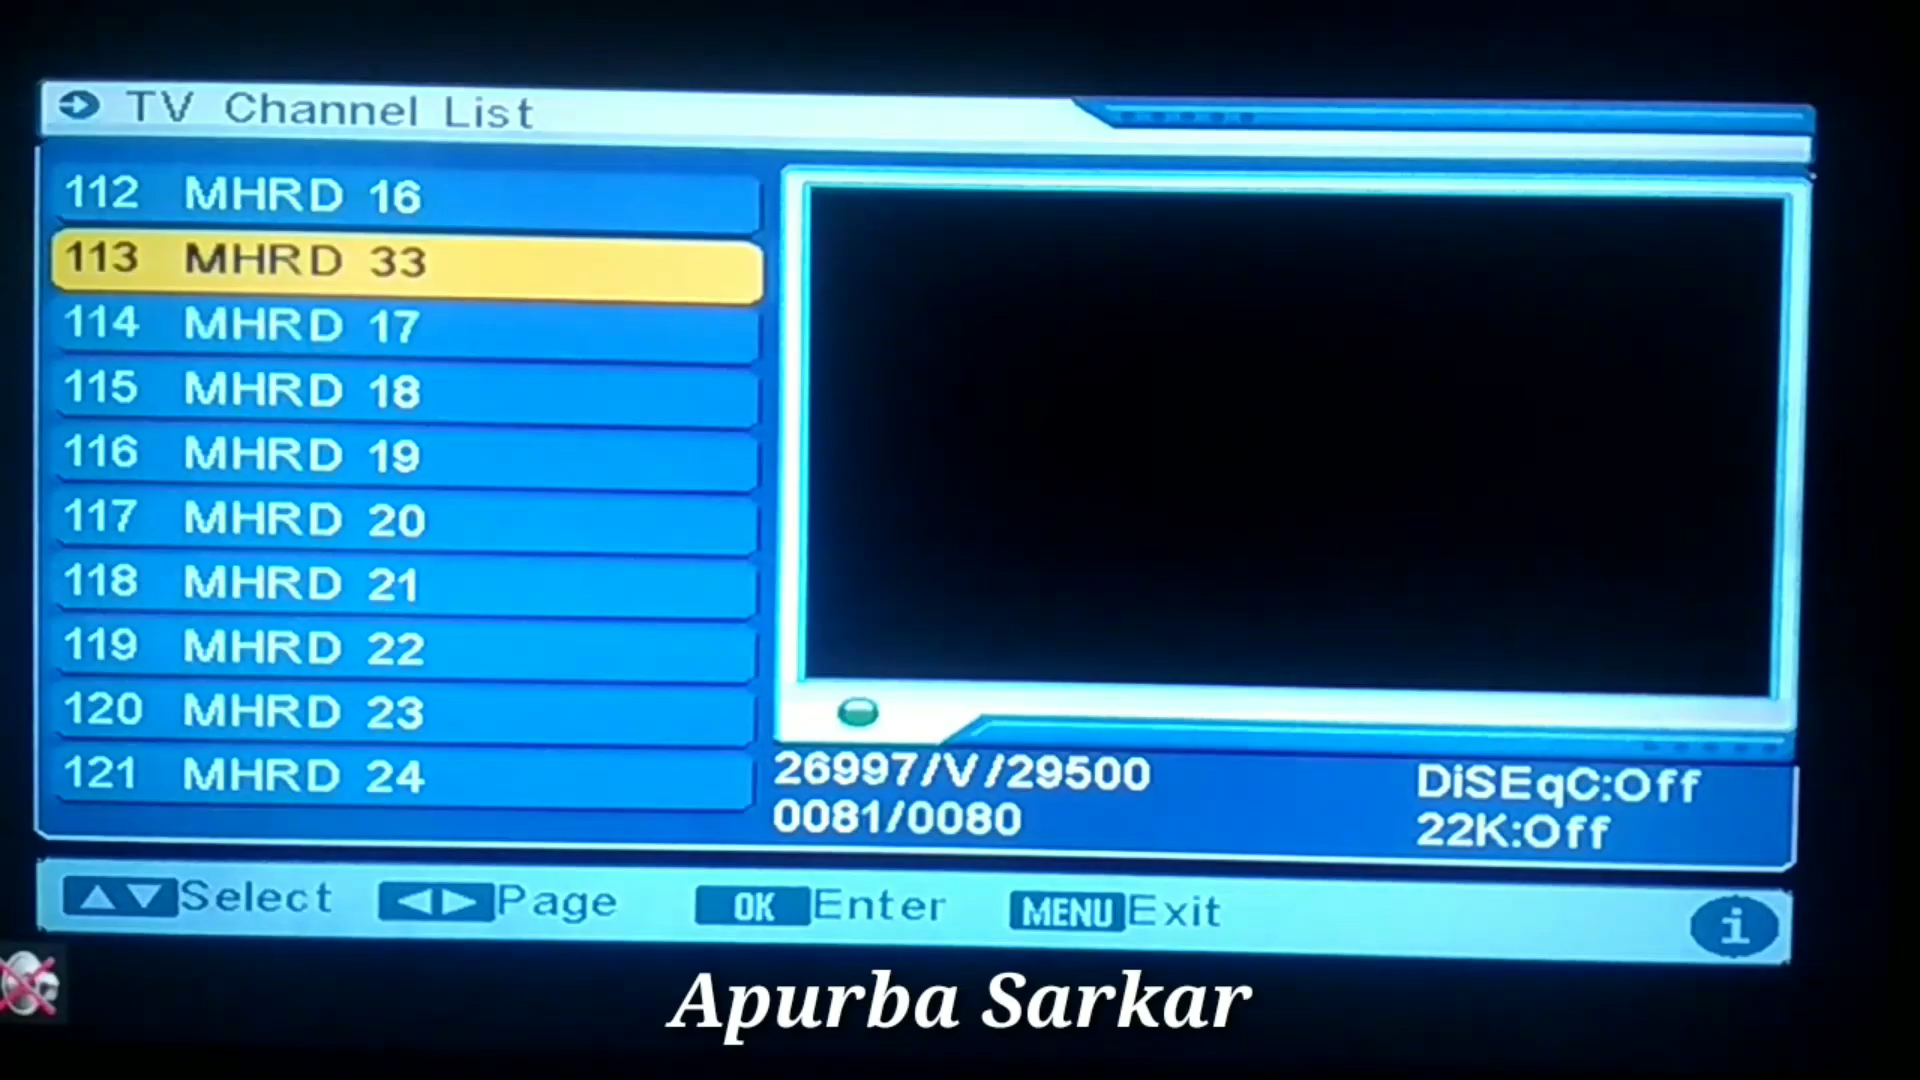 TV Channel List
112 MHRD 16
113 MHRD 33
114 MHRD 17
115 MHRD 18
116 MHRD 19
117 MHRD 20
118 MHRD 21
119 MHRD 22
120 MHRD 23
121 MHRD 24
26997/V/29500
DiSEqC:Off
0081/0080
22K:Off
Select Page OK Enter MENU Exit i
Apurba Sarkar